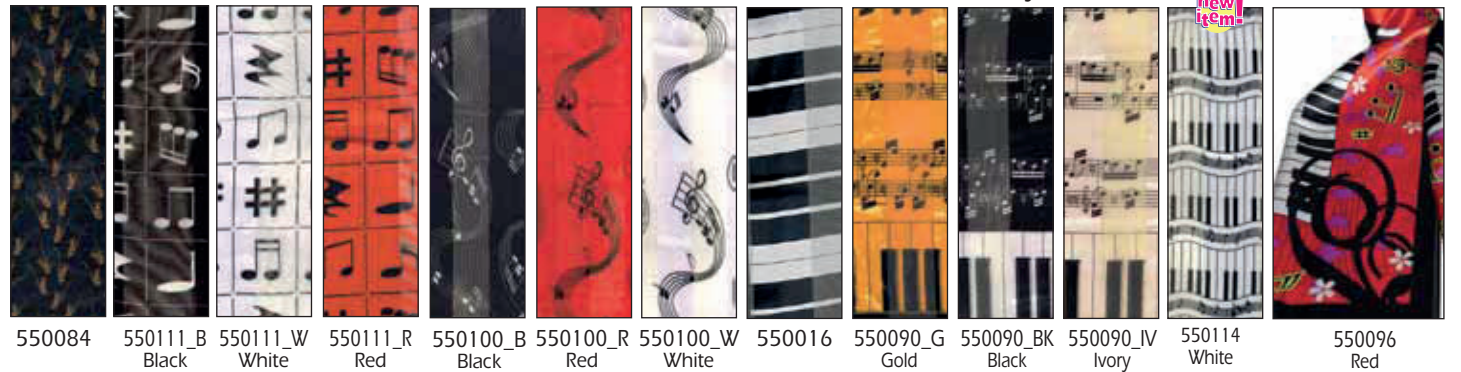 new
item!
550084
550111_B
Black
550111_W
White
550111_R
Red
550100_B
Black
550100_R
Red
550100_W
White
550016
550090_G
Gold
550090_BK
Black
550090_IV
Ivory
550114
White
550096
Red